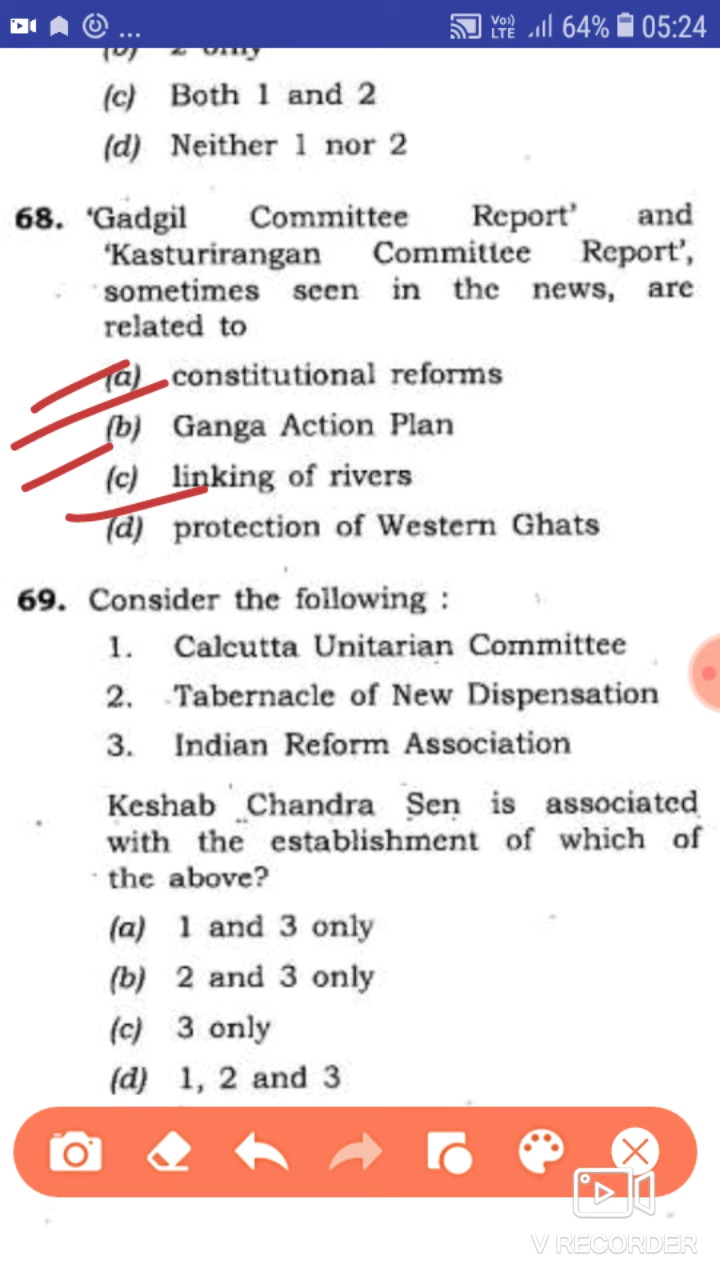 ... Vo)) LTE 64% 05:24
(b) 2 only
(c) Both 1 and 2
(d) Neither 1 nor 2
68. ‘Gadgil Committee Report’ and
‘Kasturirangan Committee Report’,
sometimes seen in the news, are
related to
(a) constitutional reforms
(b) Ganga Action Plan
(c) linking of rivers
(d) protection of Western Ghats
69. Consider the following :
1. Calcutta Unitarian Committee
2. Tabernacle of New Dispensation
3. Indian Reform Association
Keshab Chandra Sen is associated
with the establishment of which of
the above?
(a) 1 and 3 only
(b) 2 and 3 only
(c) 3 only
(d) 1, 2 and 3
V RECORDER